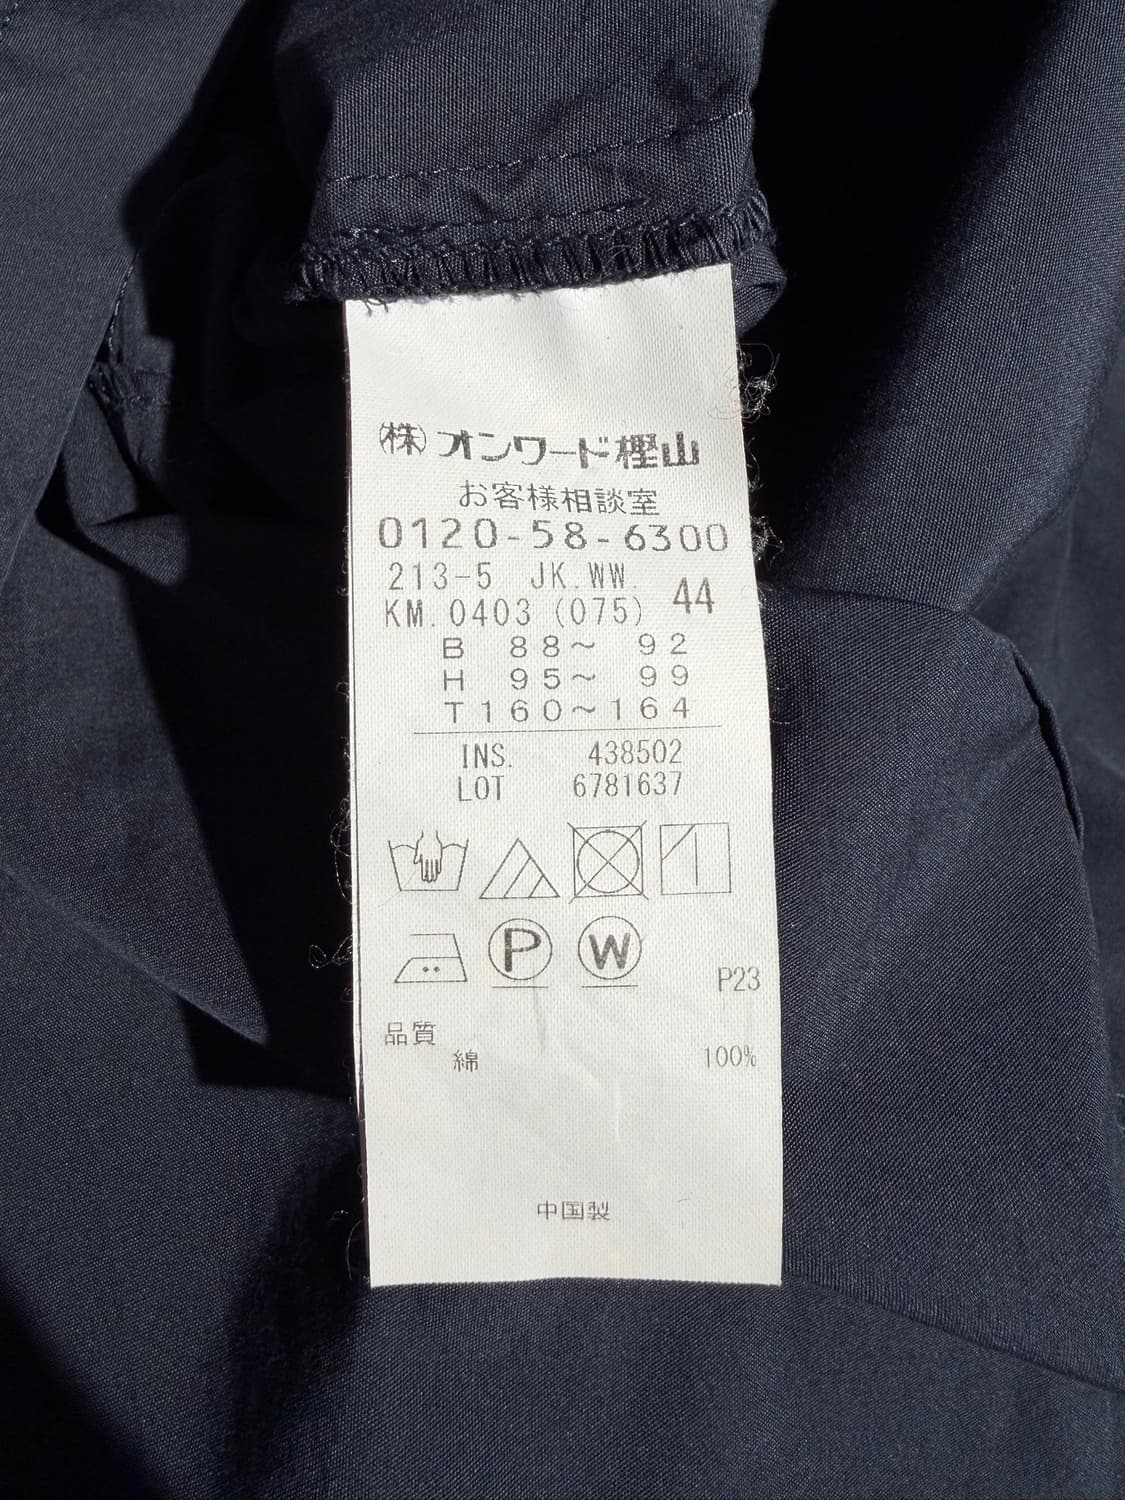 ㈱オンワード樫山
お客様相談室
0120-58-6300
213-5 JK.WW.
KM.0403 (075) 44
B 88~ 92
H 95~ 99
T160~164
INS. 438502
LOT 6781637
P W
P23
品質
綿 100%
中国製